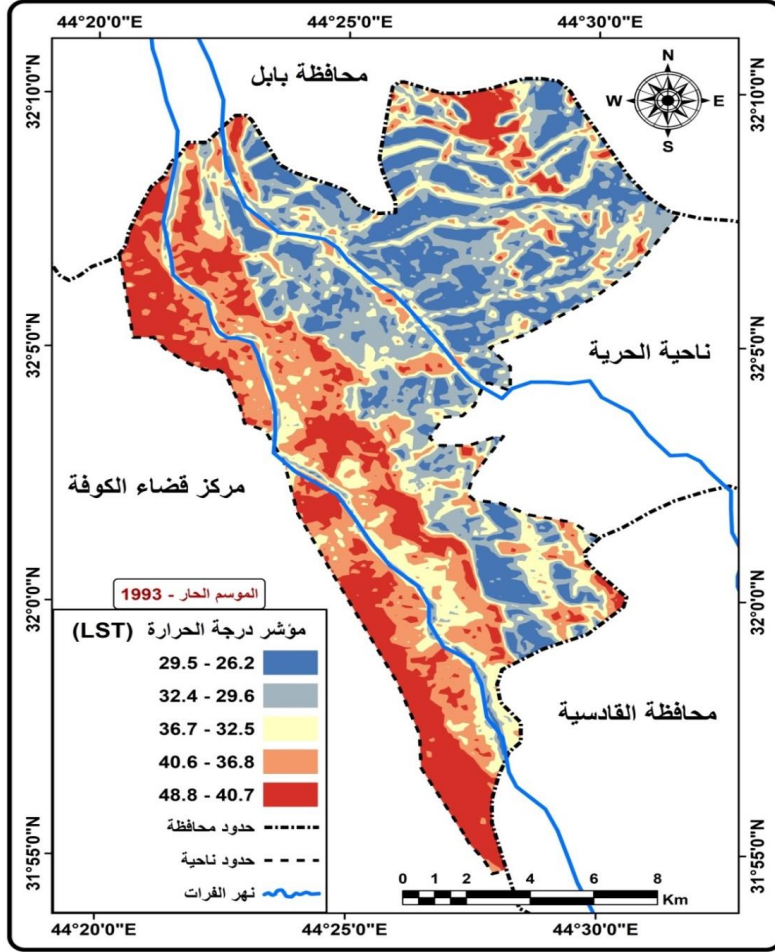 44°20'0"E 44°25'0"E 44°30'0"E
محافظة بابل
N
W E
S
32°10'0"N 32°10'0"N
ناحية الحرية
32°5'0"N 32°5'0"N
مركز قضاء الكوفة
الموسم الحار - 1993
32°0'0"N 32°0'0"N
مؤشر درجة الحرارة (LST)
29.5 - 26.2
32.4 - 29.6
36.7 - 32.5
40.6 - 36.8
48.8 - 40.7
حدود محافظة
حدود ناحية
نهر الفرات
محافظة القادسية
31°55'0"N 31°55'0"N
0 1 2 4 6 8
Km
44°20'0"E 44°25'0"E 44°30'0"E